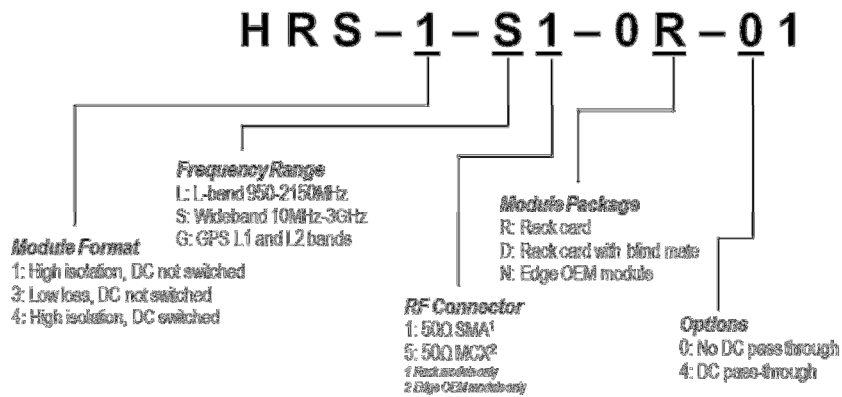 HRS-1-S1-0R-01
Frequency Range
L: L-band 950-2150MHz
S: Wideband 10MHz-3GHz
G: GPS L1 and L2 bands
Module Format
1: High isolation, DC not switched
3: Low loss, DC not switched
4: High isolation, DC switched
Module Package
R: Rack card
D: Rack card with blind mate
N: Edge OEM module
RF Connector
1: 50Ω SMA¹
5: 50Ω MCX²
1 Rack module only
2 Edge OEM module only
Options
0: No DC pass through
4: DC pass-through